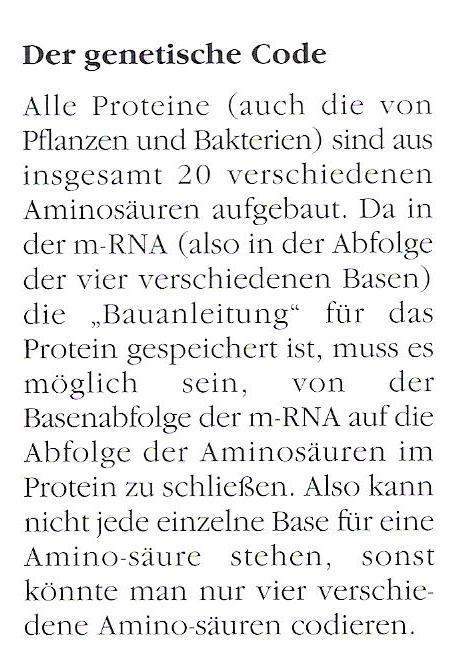 Der genetische Code
Alle Proteine (auch die von
Pflanzen und Bakterien) sind aus
insgesamt 20 verschiedenen
Aminosäuren aufgebaut. Da in
der m-RNA (also in der Abfolge
der vier verschiedenen Basen)
die „Bauanleitung“ für das
Protein gespeichert ist, muss es
möglich sein, von der
Basenabfolge der m-RNA auf die
Abfolge der Aminosäuren im
Protein zu schließen. Also kann
nicht jede einzelne Base für eine
Amino-säure stehen, sonst
könnte man nur vier verschie-
dene Amino-säuren codieren.